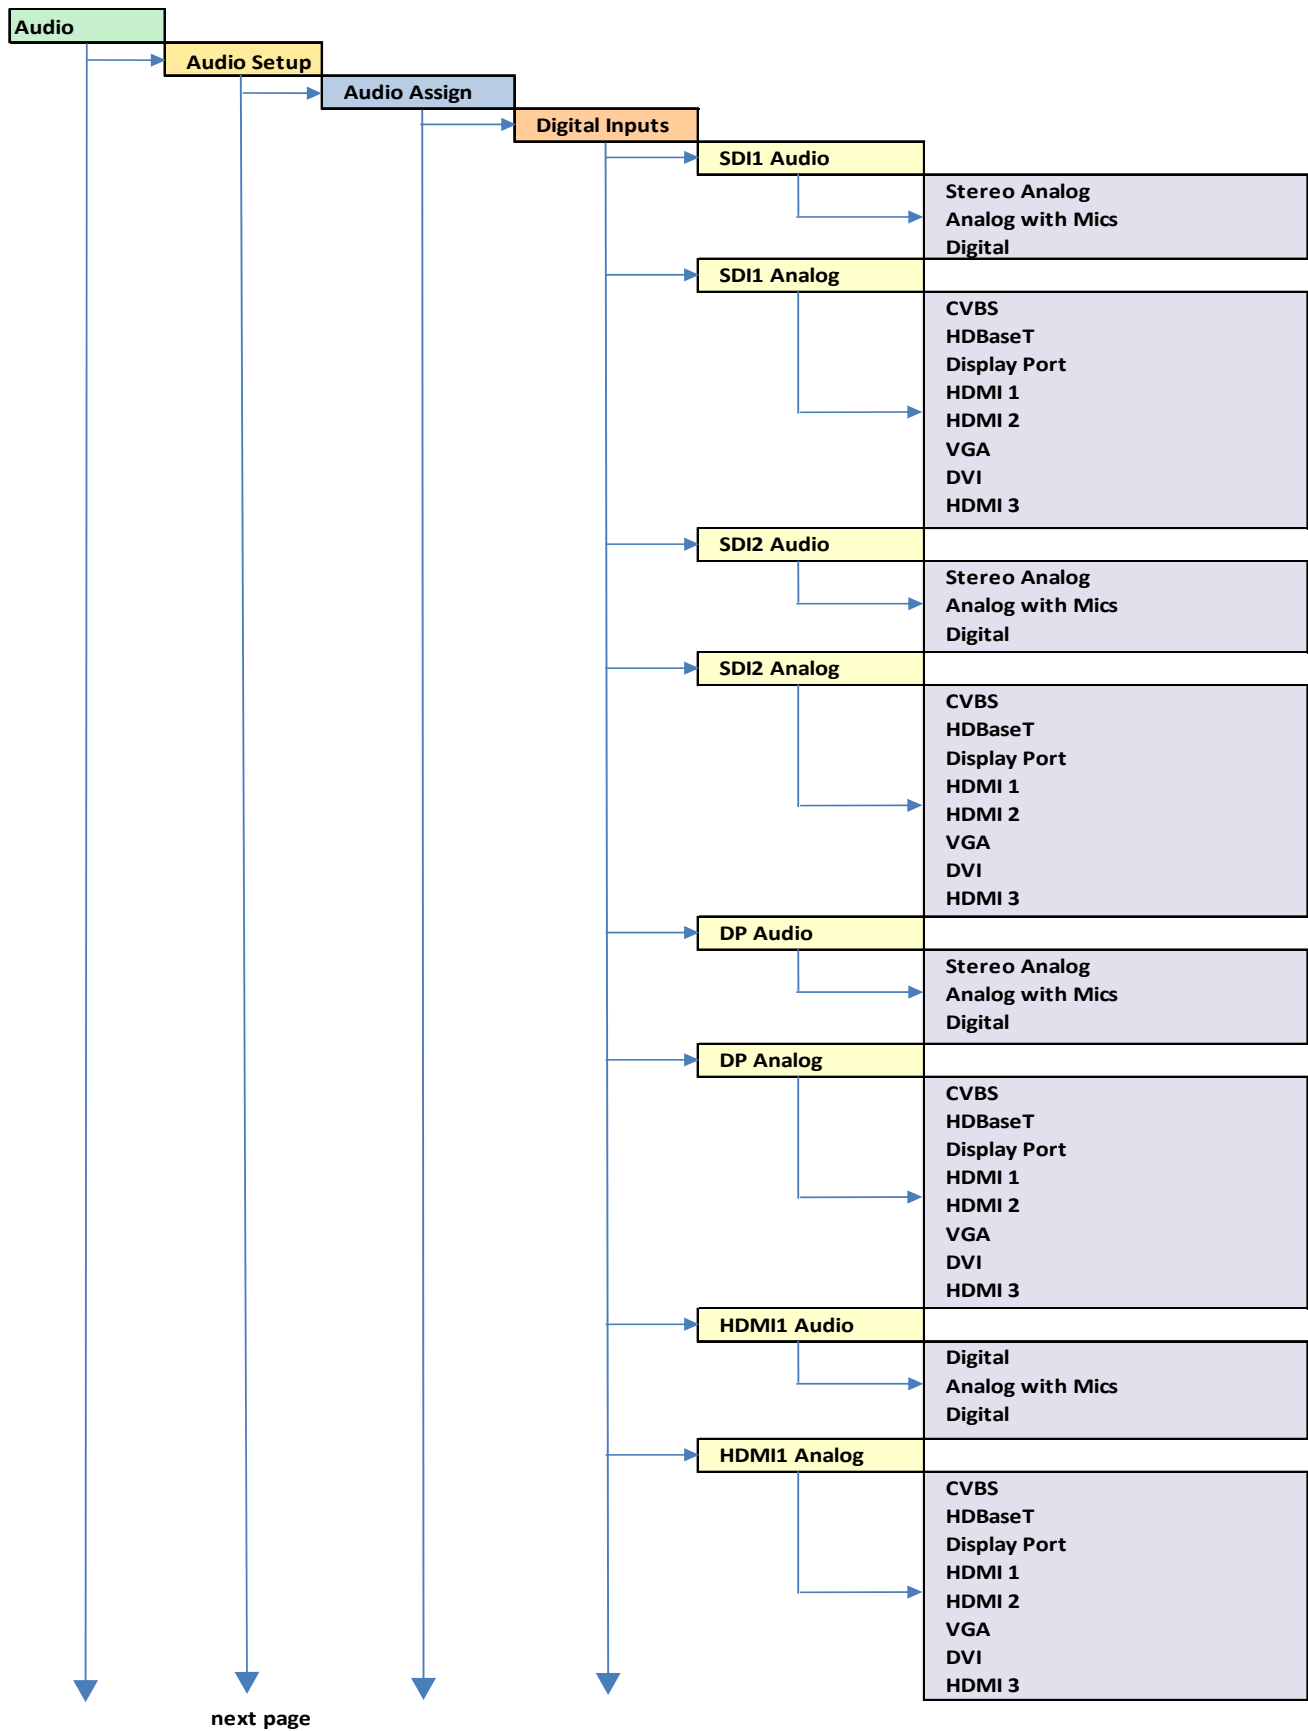 Audio
Audio Setup
Audio Assign
Digital Inputs
SDI1 Audio
Stereo Analog
Analog with Mics
Digital
SDI1 Analog
CVBS
HDBaseT
Display Port
HDMI 1
HDMI 2
VGA
DVI
HDMI 3
SDI2 Audio
Stereo Analog
Analog with Mics
Digital
SDI2 Analog
CVBS
HDBaseT
Display Port
HDMI 1
HDMI 2
VGA
DVI
HDMI 3
DP Audio
Stereo Analog
Analog with Mics
Digital
DP Analog
CVBS
HDBaseT
Display Port
HDMI 1
HDMI 2
VGA
DVI
HDMI 3
HDMI1 Audio
Digital
Analog with Mics
Digital
HDMI1 Analog
CVBS
HDBaseT
Display Port
HDMI 1
HDMI 2
VGA
DVI
HDMI 3
next page